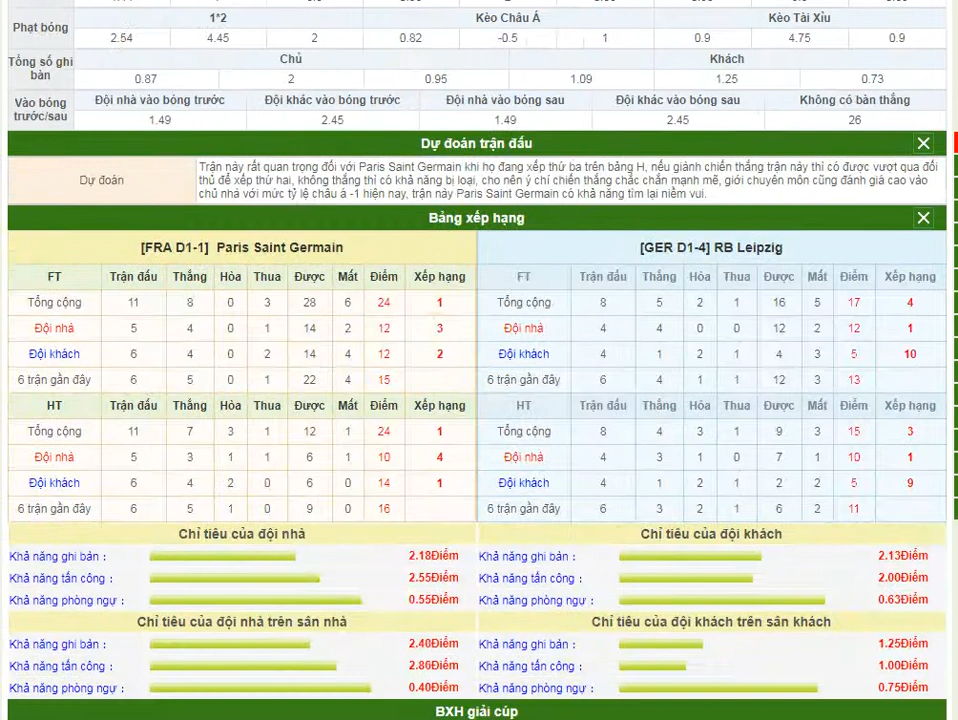 1*2 Kèo Châu Á Kèo Tài Xỉu
Phạt bóng 2.54 4.45 2 0.82 -0.5 1 0.9 4.75 0.9
Tổng số ghi bàn Chủ Khách
0.87 2 0.95 1.09 1.25 0.73
Vào bóng trước/sau Đội nhà vào bóng trước Đội khác vào bóng trước Đội nhà vào bóng sau Đội khác vào bóng sau Không có bàn thắng
1.49 2.45 1.49 2.45 26
Dự đoán trận đấu
Dự đoán
Trận này rất quan trọng đối với Paris Saint Germain khi họ đang xếp thứ ba trên bảng H, nếu giành chiến thắng trận này thì có được vượt qua đối
thủ để xếp thứ hai, không thắng thì có khả năng bị loại, cho nên ý chí chiến thắng chắc chắn mạnh mẽ, giới chuyên môn cũng đánh giá cao vào
chủ nhà với mức tỷ lệ châu á -1 hiện nay, trận này Paris Saint Germain có khả năng tìm lại niềm vui.
Bảng xếp hạng
[FRA D1-1] Paris Saint Germain
FT Trận đấu Thắng Hòa Thua Được Mất Điểm Xếp hạng
Tổng cộng 11 8 0 3 28 6 24 1
Đội nhà 5 4 0 1 14 2 12 3
Đội khách 6 4 0 2 14 4 12 2
6 trận gần đây 6 5 0 1 22 4 15
HT Trận đấu Thắng Hòa Thua Được Mất Điểm Xếp hạng
Tổng cộng 11 7 3 1 12 1 24 1
Đội nhà 5 3 1 1 6 1 10 4
Đội khách 6 4 2 0 6 0 14 1
6 trận gần đây 6 5 1 0 9 0 16
[GER D1-4] RB Leipzig
FT Trận đấu Thắng Hòa Thua Được Mất Điểm Xếp hạng
Tổng cộng 8 5 2 1 16 5 17 4
Đội nhà 4 4 0 0 12 2 12 1
Đội khách 4 1 2 1 4 3 5 10
6 trận gần đây 6 4 1 1 12 3 13
HT Trận đấu Thắng Hòa Thua Được Mất Điểm Xếp hạng
Tổng cộng 8 4 3 1 9 3 15 3
Đội nhà 4 3 1 0 7 1 10 1
Đội khách 4 1 2 1 2 2 5 9
6 trận gần đây 6 3 2 1 6 2 11
Chỉ tiêu của đội nhà
Khả năng ghi bán : 2.18Điểm
Khả năng tấn công : 2.55Điểm
Khả năng phòng ngự : 0.55Điểm
Chỉ tiêu của đội khách
Khả năng ghi bán : 2.13Điểm
Khả năng tấn công : 2.00Điểm
Khả năng phòng ngự : 0.63Điểm
Chỉ tiêu của đội nhà trên sân nhà
Khả năng ghi bán : 2.40Điểm
Khả năng tấn công : 2.80Điểm
Khả năng phòng ngự : 0.40Điểm
Chỉ tiêu của đội khách trên sân khách
Khả năng ghi bán : 1.25Điểm
Khả năng tấn công : 1.00Điểm
Khả năng phòng ngự : 0.75Điểm
BXH giải cúp